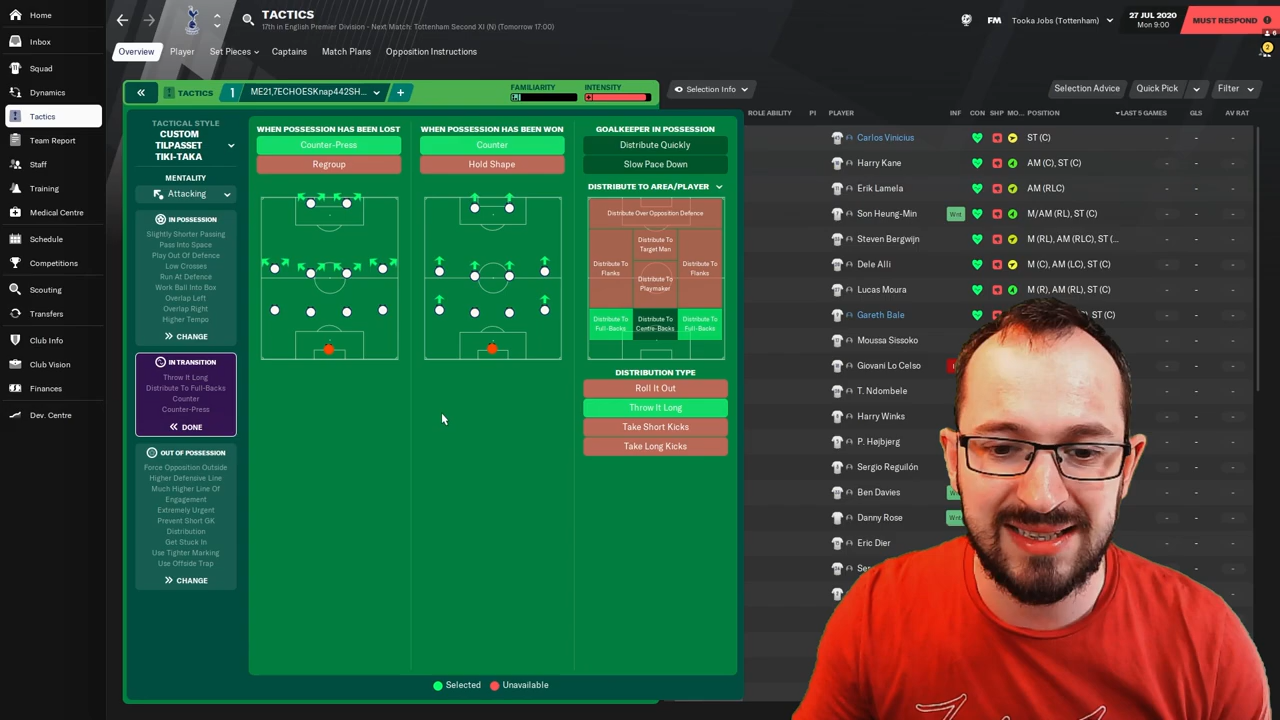 TACTICS
17th in English Premier Division - Next Match: Tottenham Second XI (N) (Tomorrow 17:00)
FM
Tooka Jobs (Tottenham)
27 JUL 2020
Mon 9:00
MUST RESPOND
6
2
Overview
Player
Set Pieces
Captains
Match Plans
Opposition Instructions
Home
Inbox
Squad
Dynamics
Tactics
Team Report
Staff
Training
Medical Centre
Schedule
Competitions
Scouting
Transfers
Club Info
Club Vision
Finances
Dev. Centre
TACTICS
1
ME21,7ECHOESKnap442SH...
FAMILIARITY
INTENSITY
Selection Info
Selection Advice
Quick Pick
Filter
TACTICAL STYLE
CUSTOM
TILPASSET
TIKI-TAKA
MENTALITY
Attacking
IN POSSESSION
Slightly Shorter Passing
Pass Into Space
Play Out Of Defence
Low Crosses
Run At Defence
Work Ball Into Box
Overlap Left
Overlap Right
Higher Tempo
CHANGE
IN TRANSITION
Throw It Long
Distribute To Full-Backs
Counter
Counter-Press
DONE
OUT OF POSSESSION
Force Opposition Outside
Higher Defensive Line
Much Higher Line Of
Engagement
Extremely Urgent
Prevent Short GK
Distribution
Get Stuck In
Use Tighter Marking
Use Offside Trap
CHANGE
WHEN POSSESSION HAS BEEN LOST
Counter-Press
Regroup
WHEN POSSESSION HAS BEEN WON
Counter
Hold Shape
GOALKEEPER IN POSSESSION
Distribute Quickly
Slow Pace Down
DISTRIBUTE TO AREA/PLAYER
Distribute Over Opposition Defence
Distribute To
Target Man
Distribute To
Flanks
Distribute To
Playmaker
Distribute To
Flanks
Distribute To
Full-Backs
Distribute To
Centre-Backs
Distribute To
Full-Backs
DISTRIBUTION TYPE
Roll It Out
Throw It Long
Take Short Kicks
Take Long Kicks
Selected
Unavailable
ROLE ABILITY PI PLAYER INF CON SHP MO... POSITION LAST 5 GAMES GLS AV RAT
Carlos Vinicius ST (C)
Harry Kane AM (C), ST (C)
Erik Lamela AM (RLC)
Son Heung-Min Wnt M/AM (RL), ST (C)
Steven Bergwijn M (RL), AM (RLC), ST (...
Dele Alli M (C), AM (LC), ST (C)
Lucas Moura M (R), AM (RL), ST (C)
Gareth Bale ST (C)
Moussa Sissoko
Giovani Lo Celso
T. Ndombele
Harry Winks
P. Højbjerg
Sergio Reguilón
Ben Davies
Danny Rose Wnt
Eric Dier